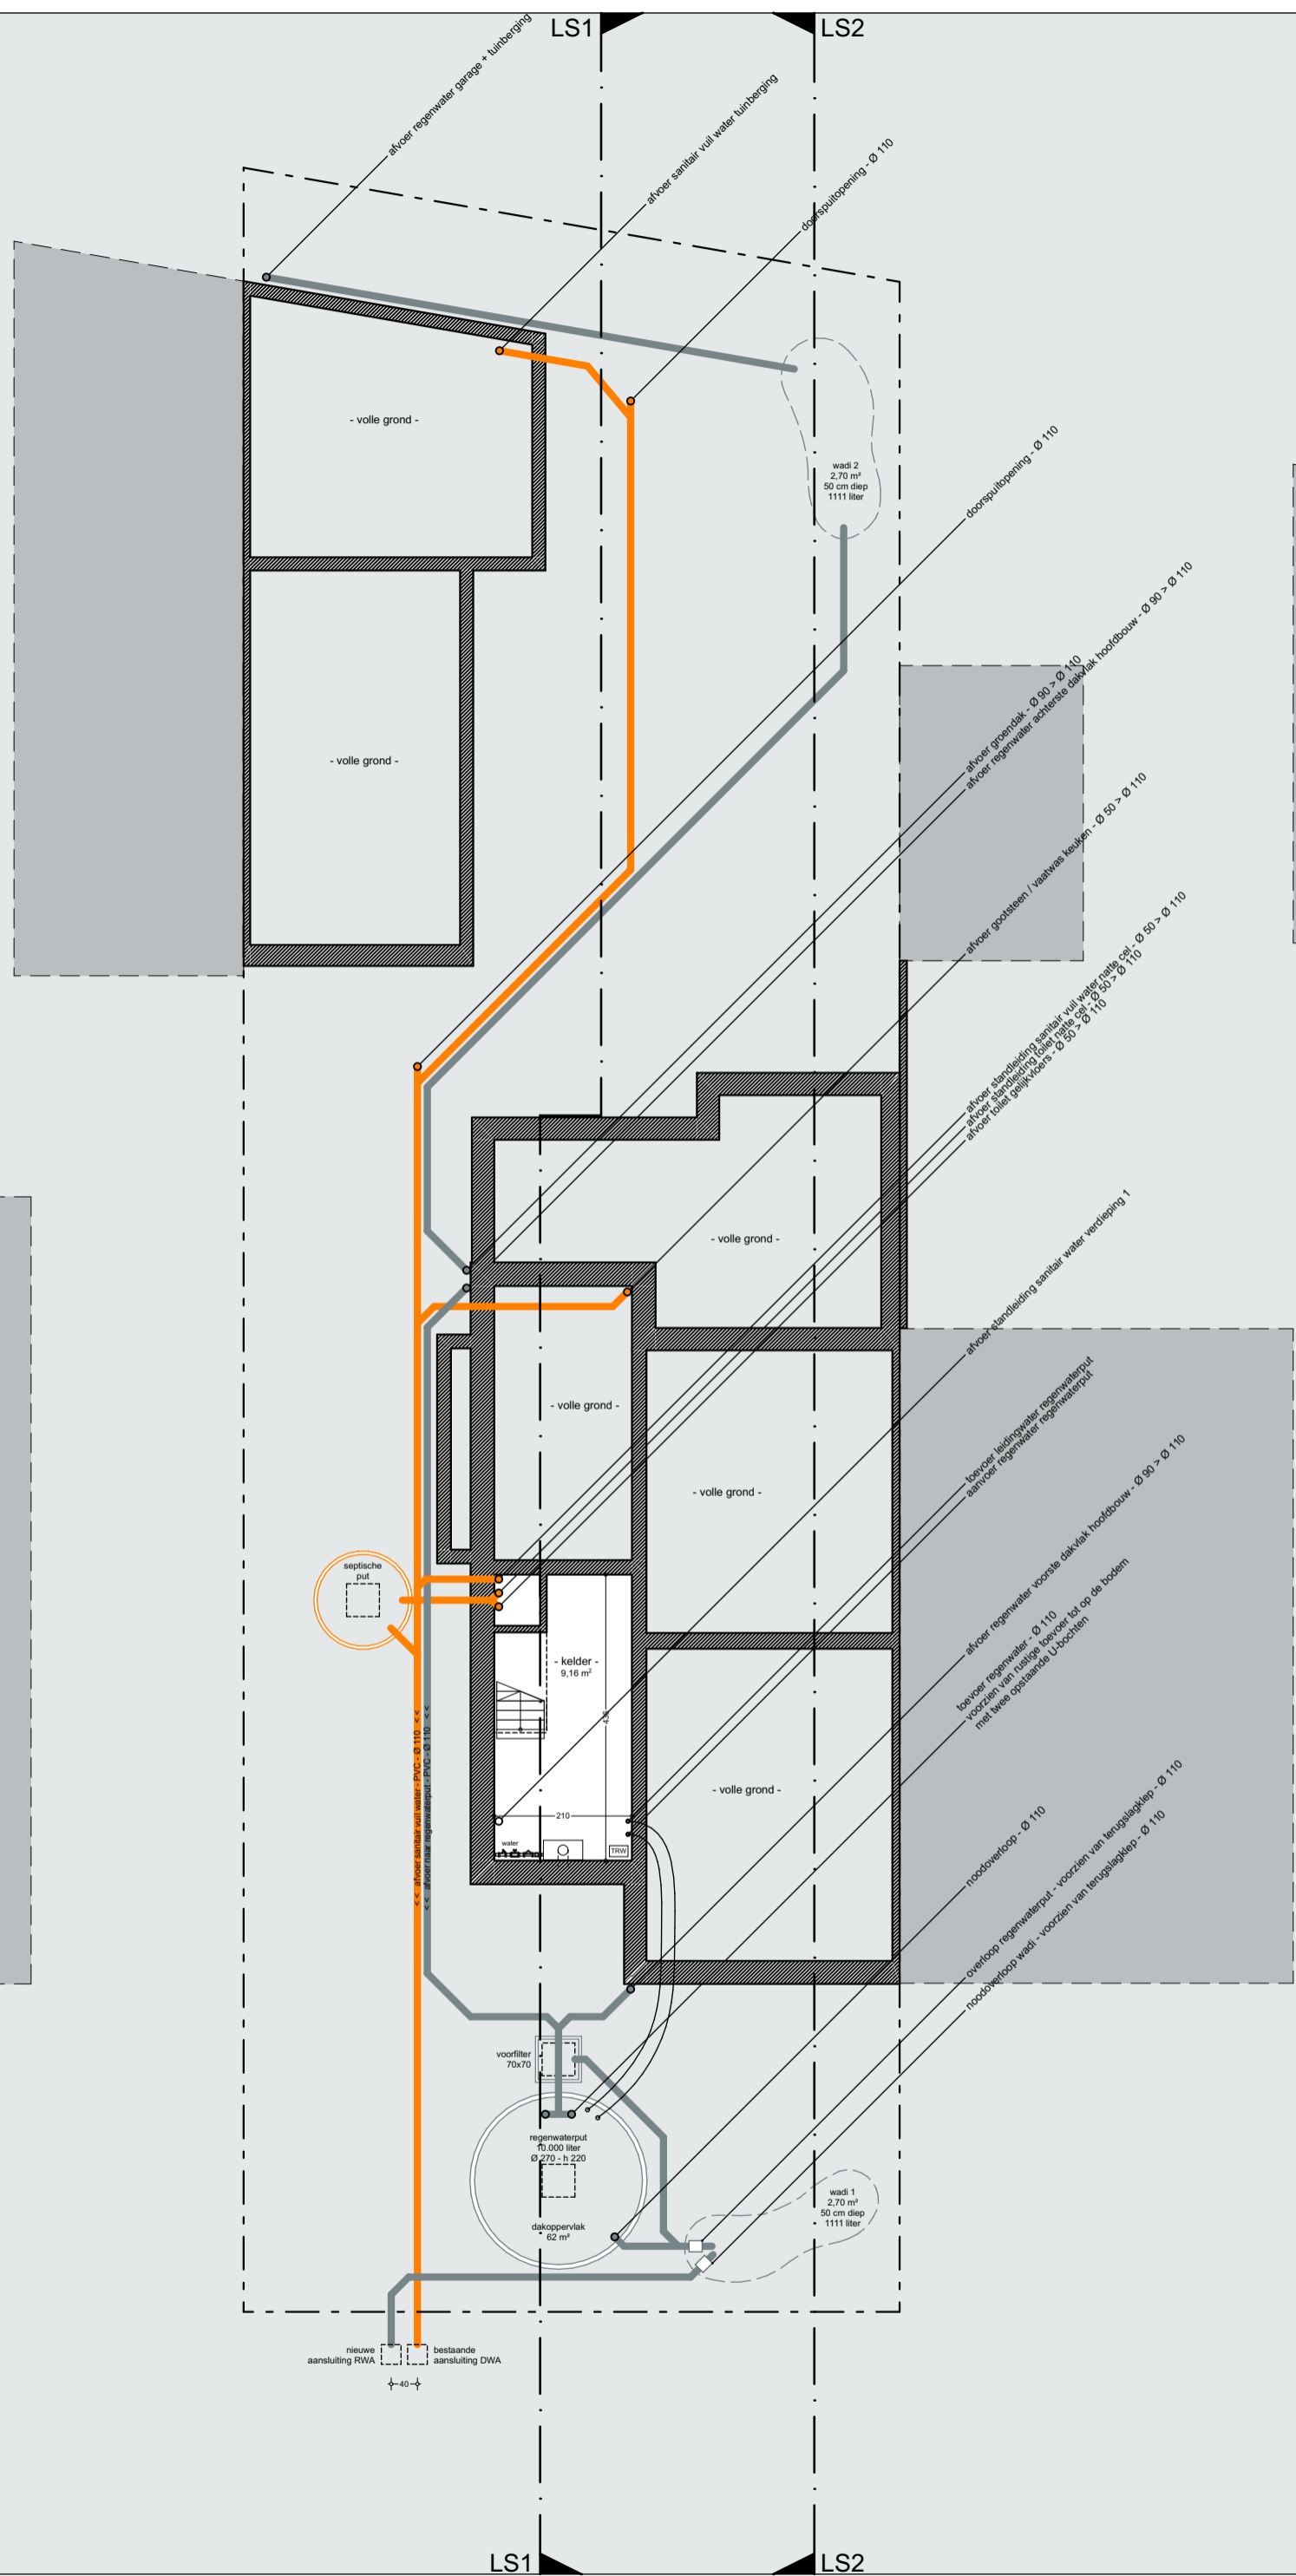 LS1
LS2
afvoer regenwater garage + tuinberging
afvoer sanitair vuil water tuinberging
doorspuitopening - Ø 110
- volle grond -
wadi 2
2,70 m²
50 cm diep
1111 liter
doorspuitopening - Ø 110
afvoer groendak - Ø 90 > Ø 110
afvoer regenwater achterste dakvlak hoofdbouw - Ø 90 > Ø 110
- volle grond -
afvoer gootsteen / vaatwas keuken - Ø 50 > Ø 110
afvoer standleiding sanitair vuil water natte cel - Ø 50 > Ø 110
afvoer standleiding toilet natte cel - Ø 50 > Ø 110
afvoer toilet gelijkvloers - Ø 50 > Ø 110
- volle grond -
afvoer standleiding sanitair water verdieping 1
- volle grond -
toevoer leidingwater regenwaterput
aanvoer regenwater regenwaterput
- volle grond -
afvoer regenwater voorste dakvlak hoofdbouw - Ø 90 > Ø 110
septische
put
toevoer regenwater - Ø 110
voorzien van rustige toevoer tot op de bodem
met twee opstaande U-bochten
- kelder -
9,16 m²
< < afvoer sanitair vuil water - PVC - Ø 110 < <
< < afvoer naar regenwaterput - PVC - Ø 110 < <
- volle grond -
210
water
TRW
noodoverloop - Ø 110
overloop regenwaterput - voorzien van terugslagklep - Ø 110
noodoverloop wadi - voorzien van terugslagklep - Ø 110
voorfilter
70x70
regenwaterput
10.000 liter
Ø 270 - h 220
dakoppervlak
62 m²
wadi 1
2,70 m²
50 cm diep
1111 liter
nieuwe
aansluiting RWA
bestaande
aansluiting DWA
40
LS1
LS2